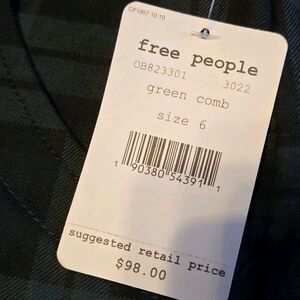 CP1957 10 10
free people
OB823301 3022
green comb
size 6
1 90380 54391 1
suggested retail price
$98.00